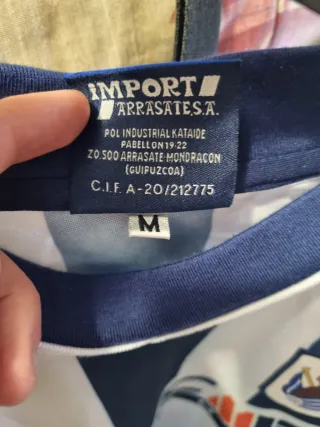 IMPORT
ARRASATE,S.A.
POL INDUSTRIAL KATAIDE
PABELLON 19-22
20.500 ARRASATE-MONDRAGON
(GUIPUZCOA)
C.I.F. A-20/212775
M